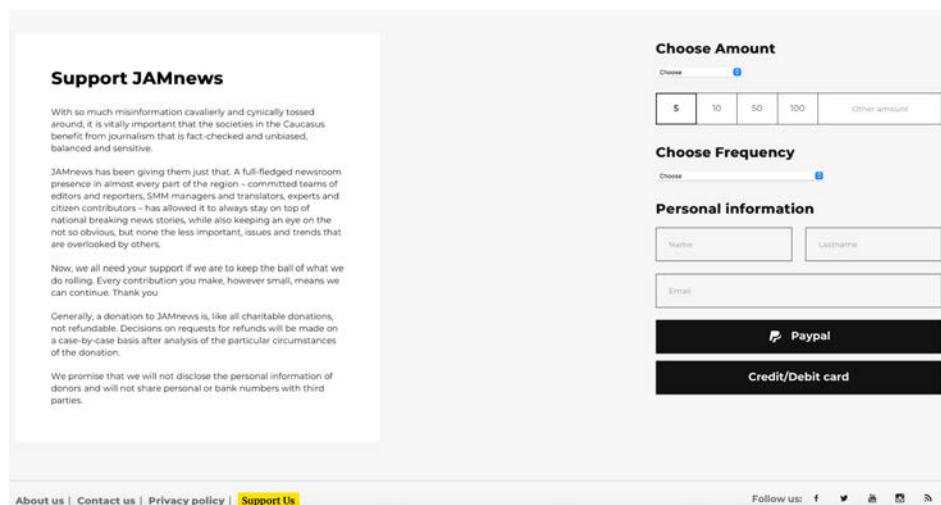 Support JAMnews
With so much misinformation cavalierly and cynically tossed
around, it is vitally important that the societies in the Caucasus
benefit from journalism that is fact-checked and unbiased,
balanced and sensitive.
JAMnews has been giving them just that. A full-fledged newsroom
presence in almost every part of the region – committed teams of
editors and reporters, SMM managers and translators, experts and
citizen contributors – has allowed it to always stay on top of
national breaking news stories, while also keeping an eye on the
not so obvious, but none the less important, issues and trends that
are overlooked by others.
Now, we all need your support if we are to keep the ball of what we
do rolling. Every contribution you make, however small, means we
can continue. Thank you
Generally, a donation to JAMnews is, like all charitable donations,
not refundable. Decisions on requests for refunds will be made on
a case-by-case basis after analysis of the particular circumstances
of the donation.
We promise that we will not disclose the personal information of
donors and will not share personal or bank numbers with third
parties.
Choose Amount
Choose
5 10 50 100 Other amount
Choose Frequency
Choose
Personal information
Name Lastname
Email
Paypal
Credit/Debit card
About us | Contact us | Privacy policy | Support Us
Follow us: